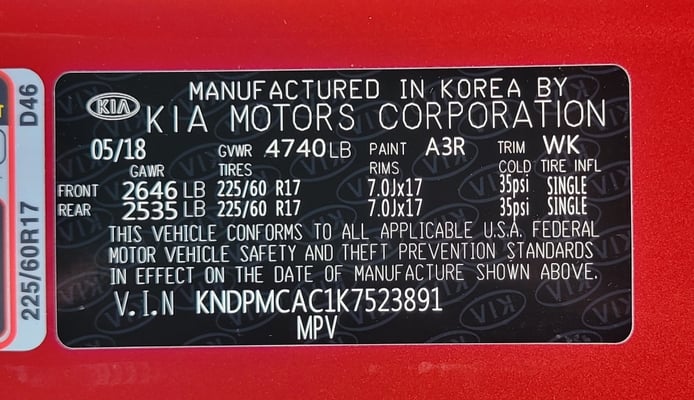 MANUFACTURED IN KOREA BY
KIA KIA MOTORS CORPORATION
05/18 GVWR 4740 LB PAINT A3R TRIM WK
GAWR TIRES RIMS COLD TIRE INFL
FRONT 2646 LB 225/60 R17 7.0Jx17 35psi SINGLE
REAR 2535 LB 225/60 R17 7.0Jx17 35psi SINGLE
THIS VEHICLE CONFORMS TO ALL APPLICABLE U.S.A. FEDERAL
MOTOR VEHICLE SAFETY AND THEFT PREVENTION STANDARDS
IN EFFECT ON THE DATE OF MANUFACTURE SHOWN ABOVE.
V.I.N KNDPMCAC1K7523891
MPV
225/60R17 D46